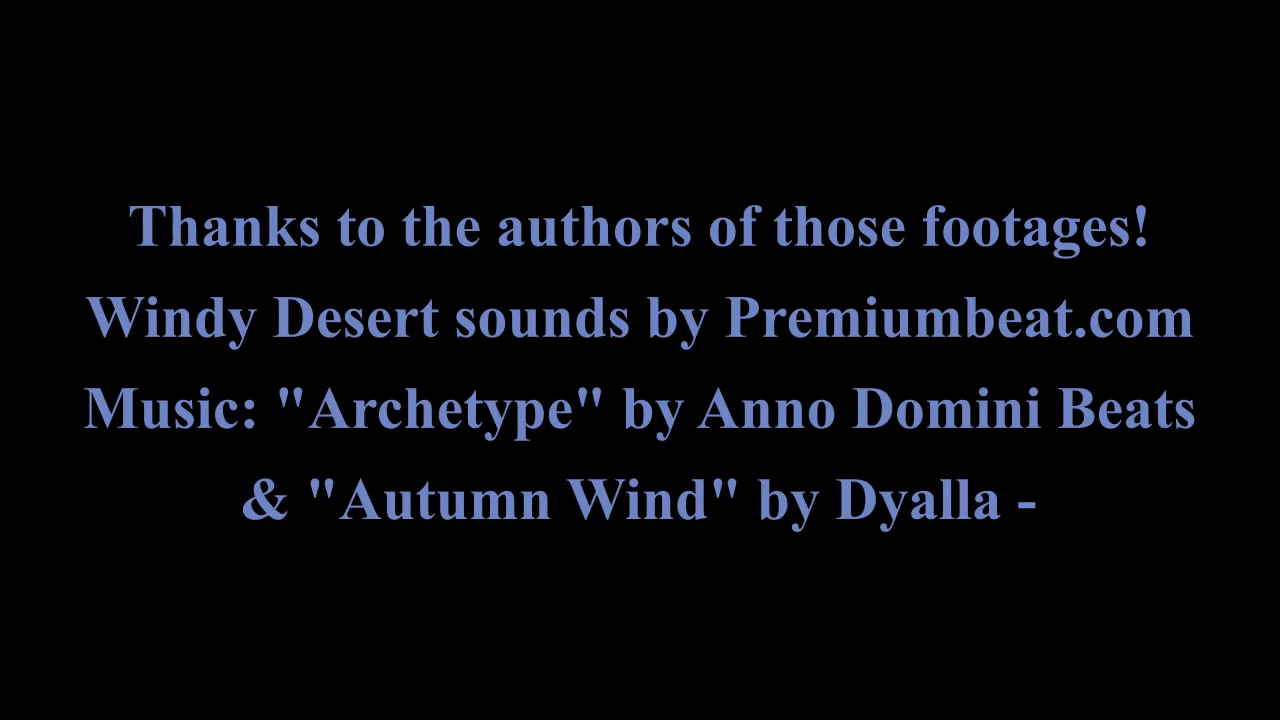 Thanks to the authors of those footages!
Windy Desert sounds by Premiumbeat.com
Music: "Archetype" by Anno Domini Beats
& "Autumn Wind" by Dyalla -